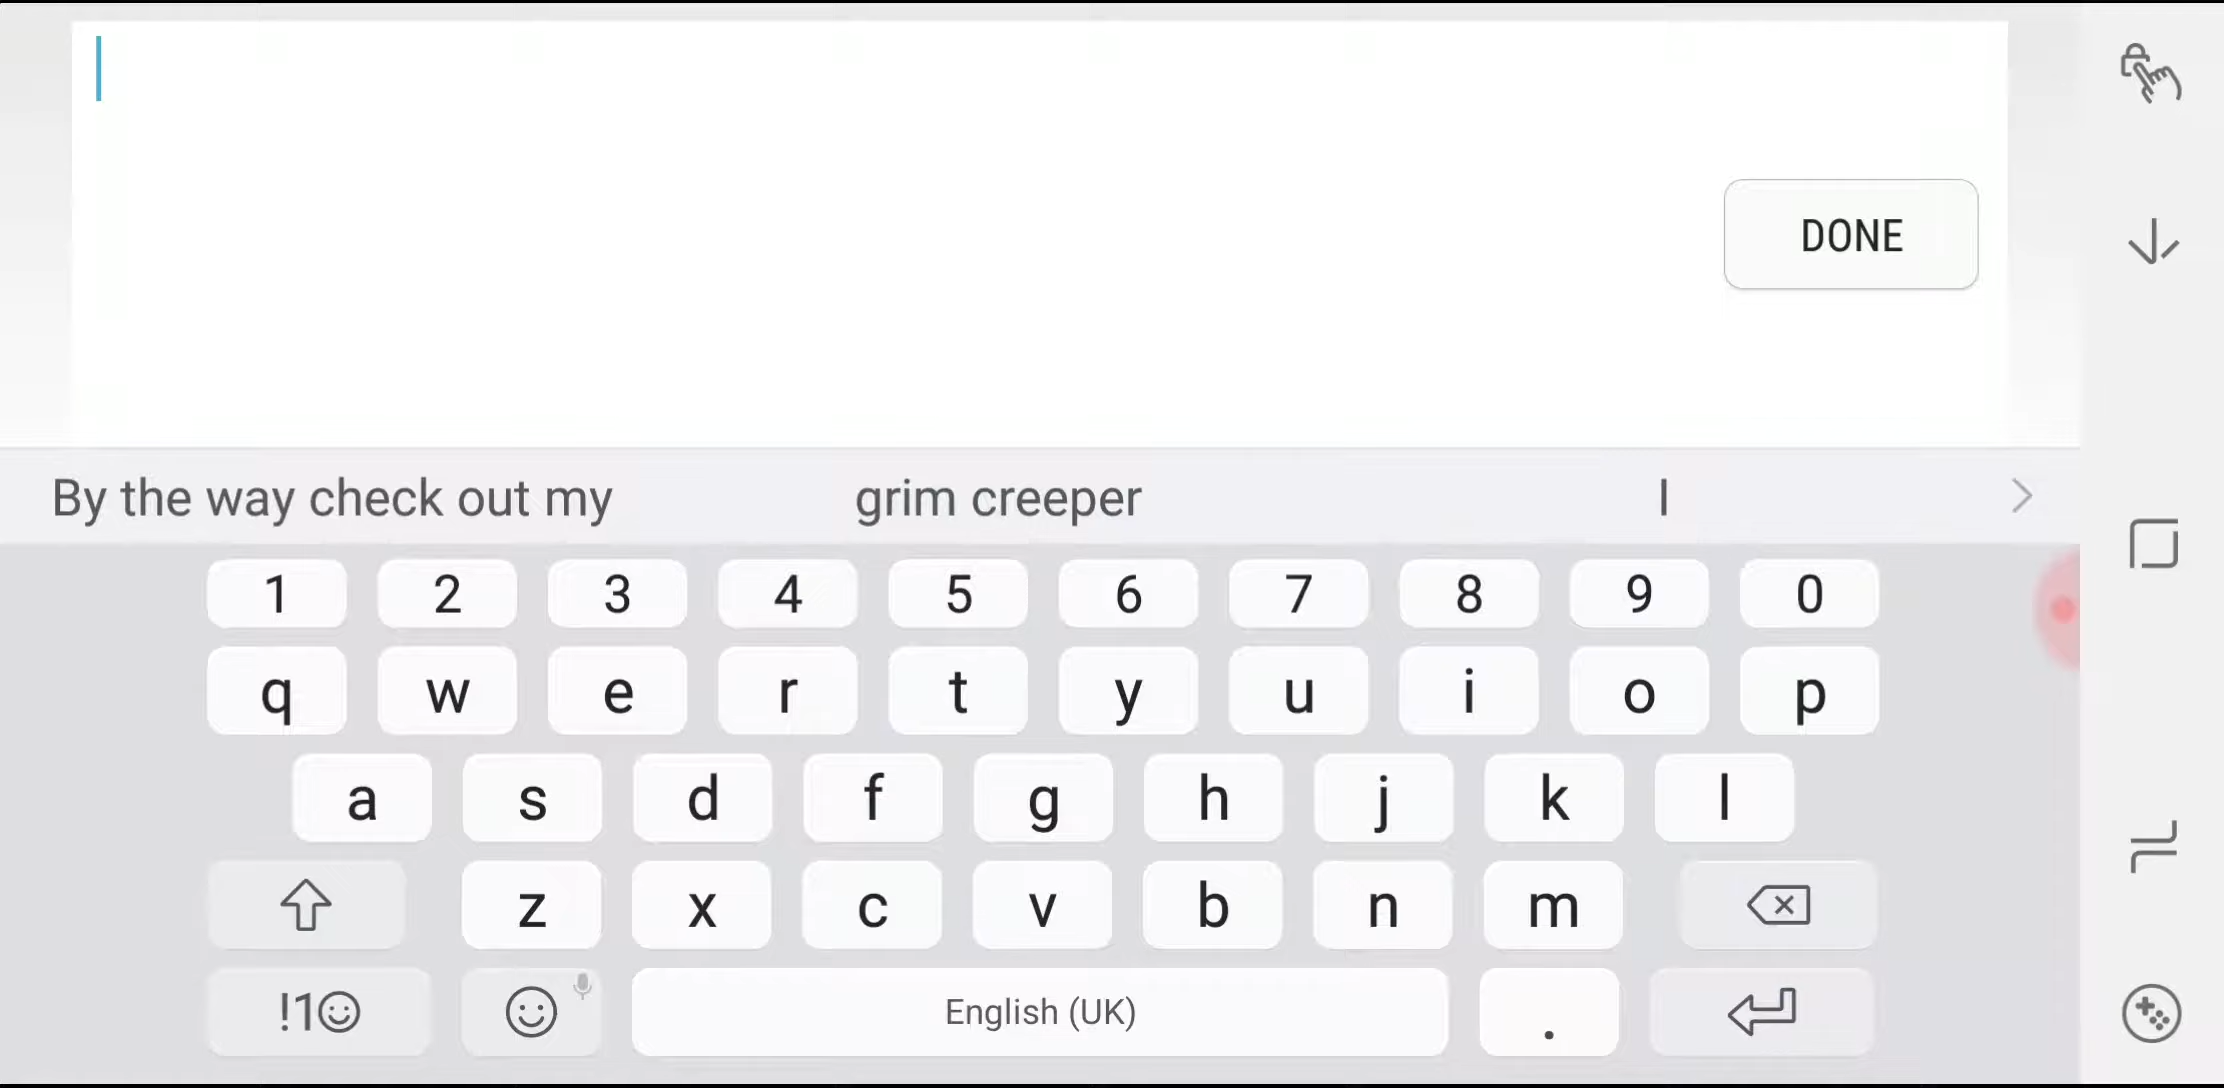 DONE
By the way check out my grim creeper I
1 2 3 4 5 6 7 8 9 0
q w e r t y u i o p
a s d f g h j k l
z x c v b n m
!1☺ English (UK) .